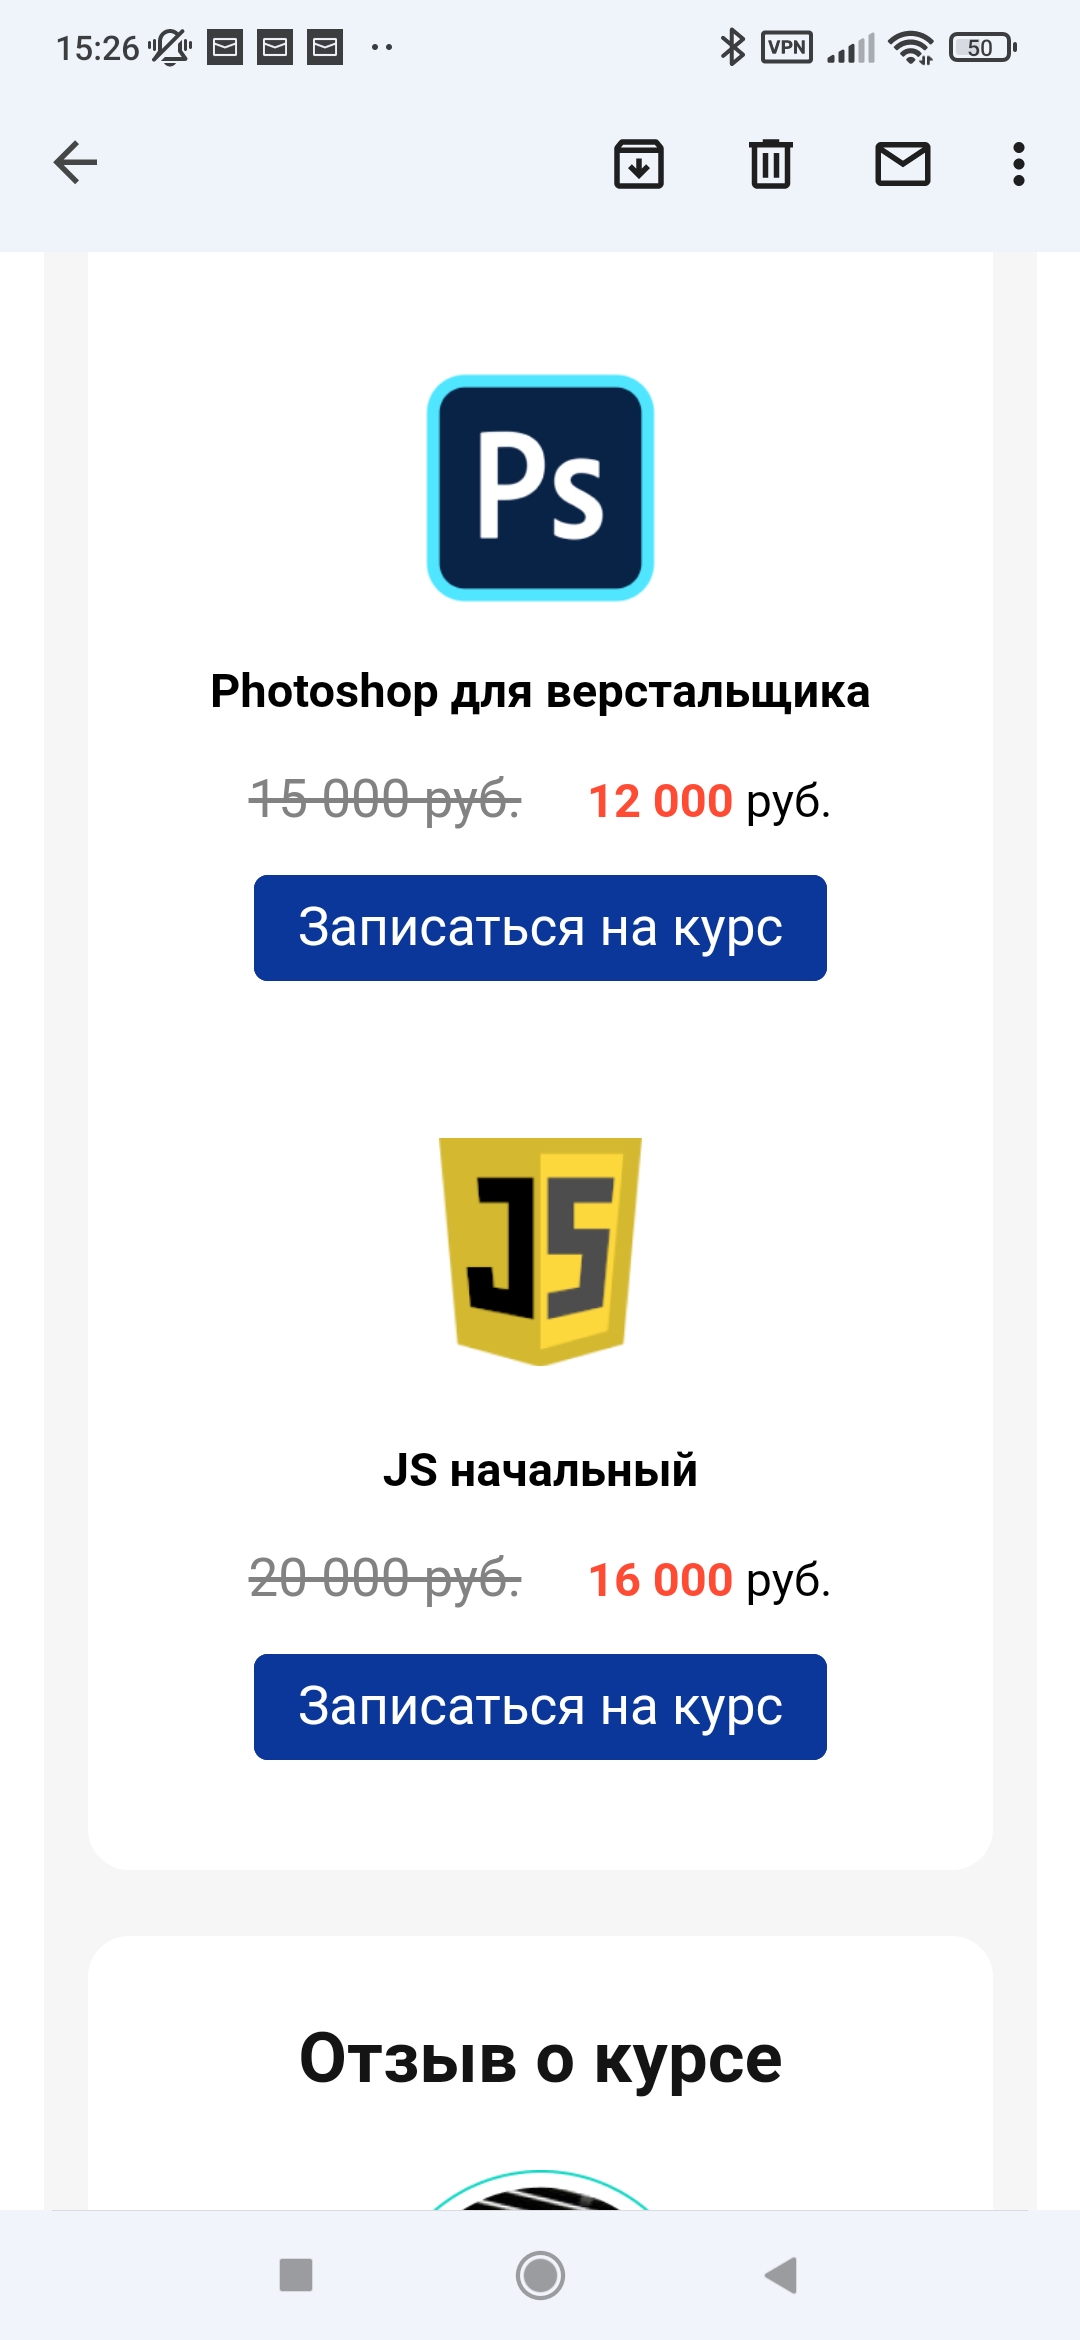 15:26
VPN
50
Ps
Photoshop для верстальщика
15 000 руб. 12 000 руб.
Записаться на курс
JS
JS начальный
20 000 руб. 16 000 руб.
Записаться на курс
Отзыв о курсе